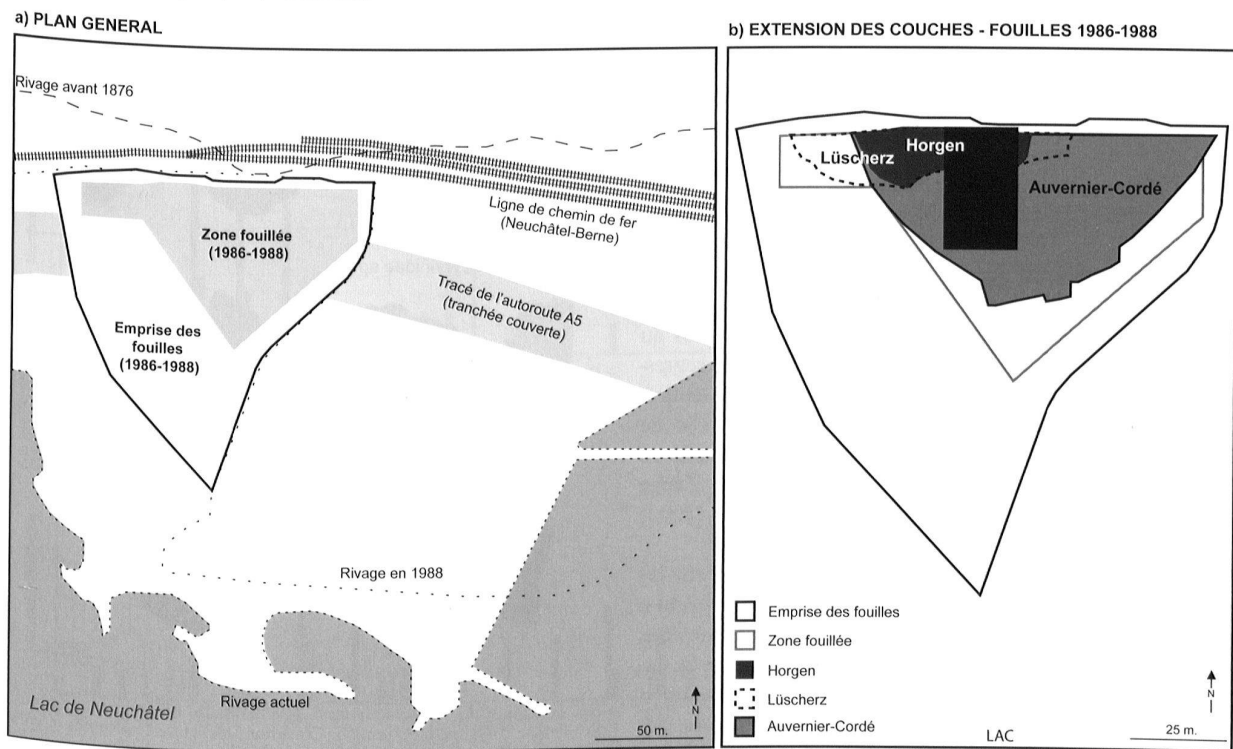 a) PLAN GENERAL
Rivage avant 1876
Ligne de chemin de fer
(Neuchâtel-Berne)
Zone fouillée
(1986-1988)
Tracé de l'autoroute A5
(tranchée couverte)
Emprise des
fouilles
(1986-1988)
Rivage en 1988
Rivage actuel
Lac de Neuchâtel
N
50 m.
b) EXTENSION DES COUCHES - FOUILLES 1986-1988
Horgen
Lüscherz
Auvernier-Cordé
Emprise des fouilles
Zone fouillée
Horgen
Lüscherz
Auvernier-Cordé
LAC
N
25 m.